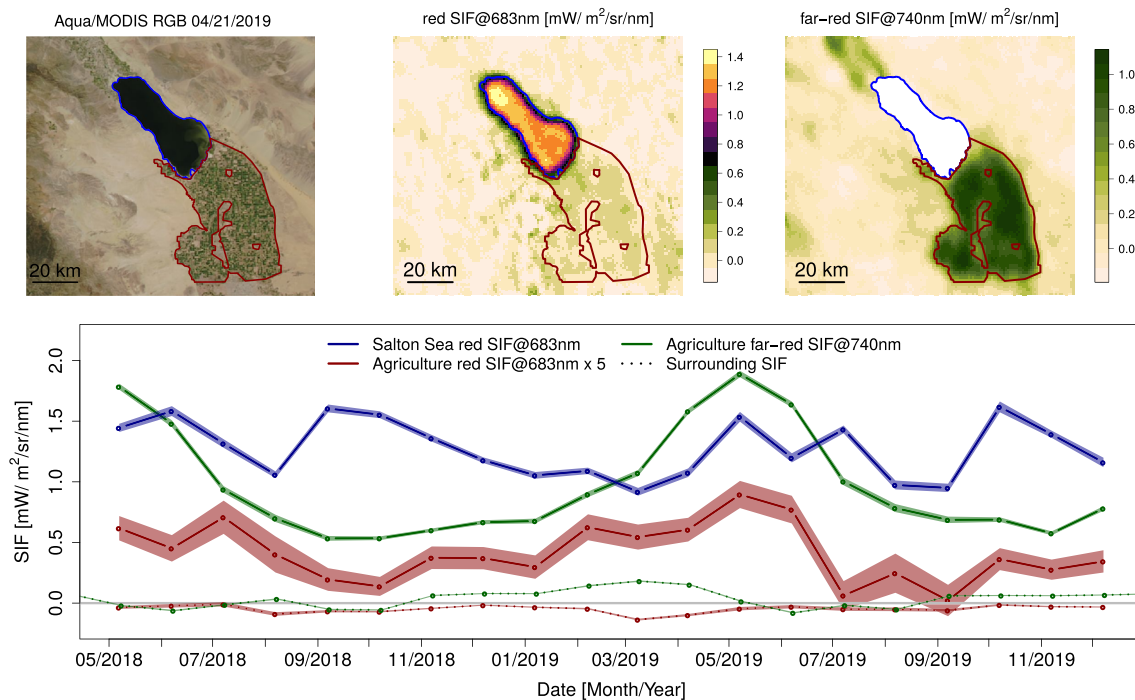 Aqua/MODIS RGB 04/21/2019
red SIF@683nm [mW/ m²/sr/nm]
far−red SIF@740nm [mW/ m²/sr/nm]
20 km
20 km
1.4
1.2
1.0
0.8
0.6
0.4
0.2
0.0
20 km
1.0
0.8
0.6
0.4
0.2
0.0
Salton Sea red SIF@683nm
Agriculture red SIF@683nm x 5
Agriculture far−red SIF@740nm
Surrounding SIF
SIF [mW/ m²/sr/nm]
2.0
1.5
1.0
0.5
0.0
05/2018 07/2018 09/2018 11/2018 01/2019 03/2019 05/2019 07/2019 09/2019 11/2019
Date [Month/Year]